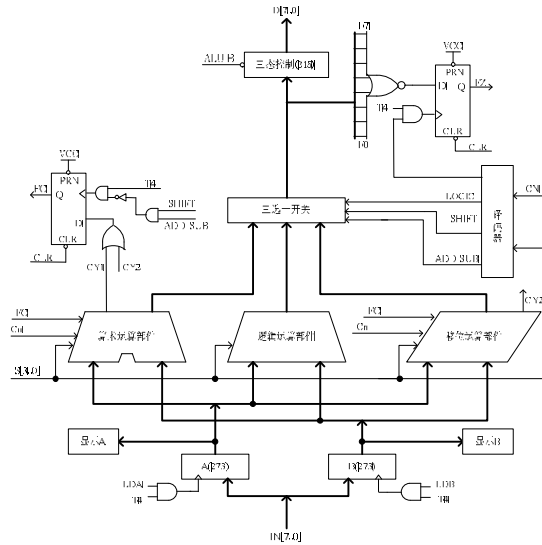 D[7..0]
ALU_B
三态控制(245)
VCC
PRN
D
Q
FZ
T4
CLR
CLR
VCC
PRN
FC
Q
T4
SHIFT
ADD_SUB
D
CLR
CLR
CY1
CY2
三选一开关
LOGIC
SHIFT
ADD_SUB
译码器
CN
CY2
FC
Cn
算术运算部件
逻辑运算部件
FC
Cn
移位运算部件
S[3..0]
显示A
显示B
A(273)
B(273)
LDA
T4
LDB
T4
IN[7..0]